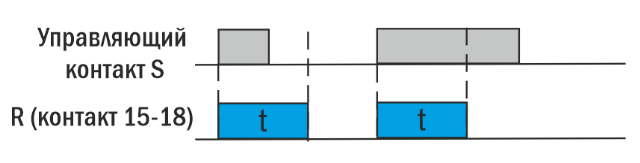 Управляющий
контакт S
R (контакт 15-18)
t
t